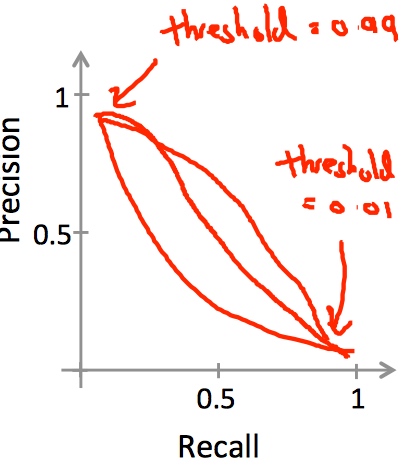 threshold = 0.99
1
Precision
0.5
threshold
= 0.01
0.5
1
Recall